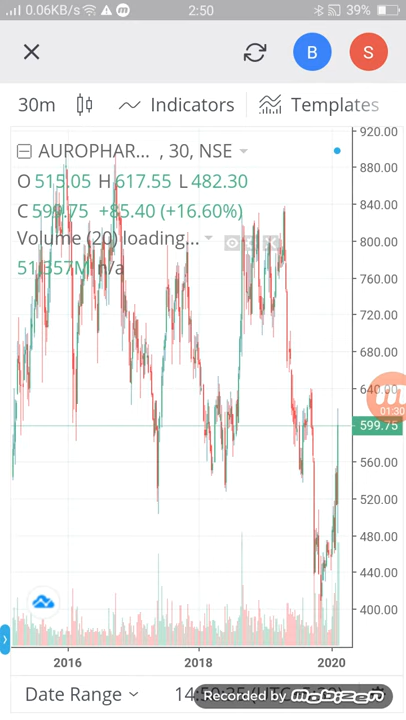 0.06KB/s 2:50 39%
B S
30m Indicators Templates
AUROPHAR... , 30, NSE
O 515.05 H 617.55 L 482.30
C 599.75 +85.40 (+16.60%)
Volume (20) loading...
51.357M n/a
920.00
880.00
840.00
800.00
760.00
720.00
680.00
640.00
01:30
599.75
560.00
520.00
480.00
440.00
400.00
2016 2018 2020
Date Range
Recorded by MOBIZEN